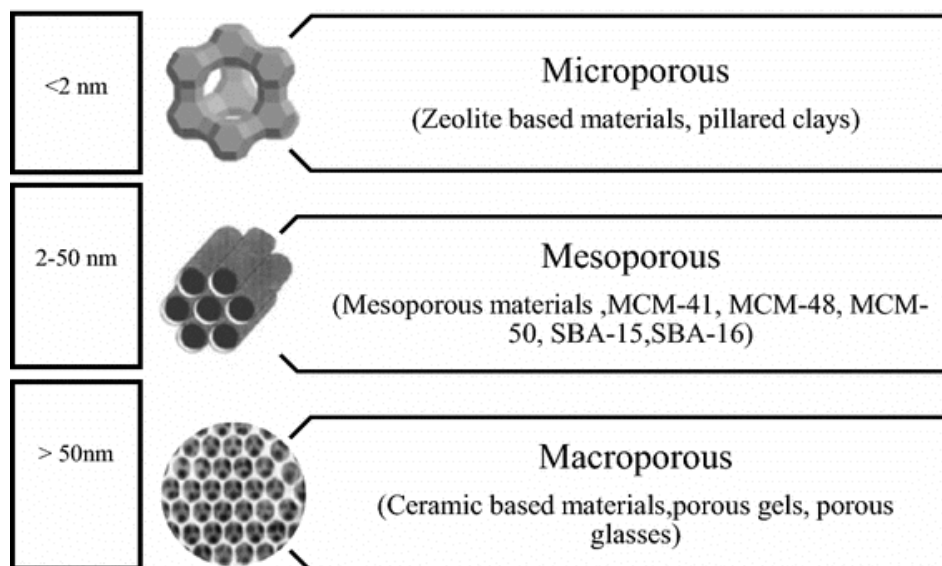 <2 nm
Microporous
(Zeolite based materials, pillared clays)
2-50 nm
Mesoporous
(Mesoporous materials ,MCM-41, MCM-48, MCM-
50, SBA-15,SBA-16)
> 50nm
Macroporous
(Ceramic based materials,porous gels, porous
glasses)